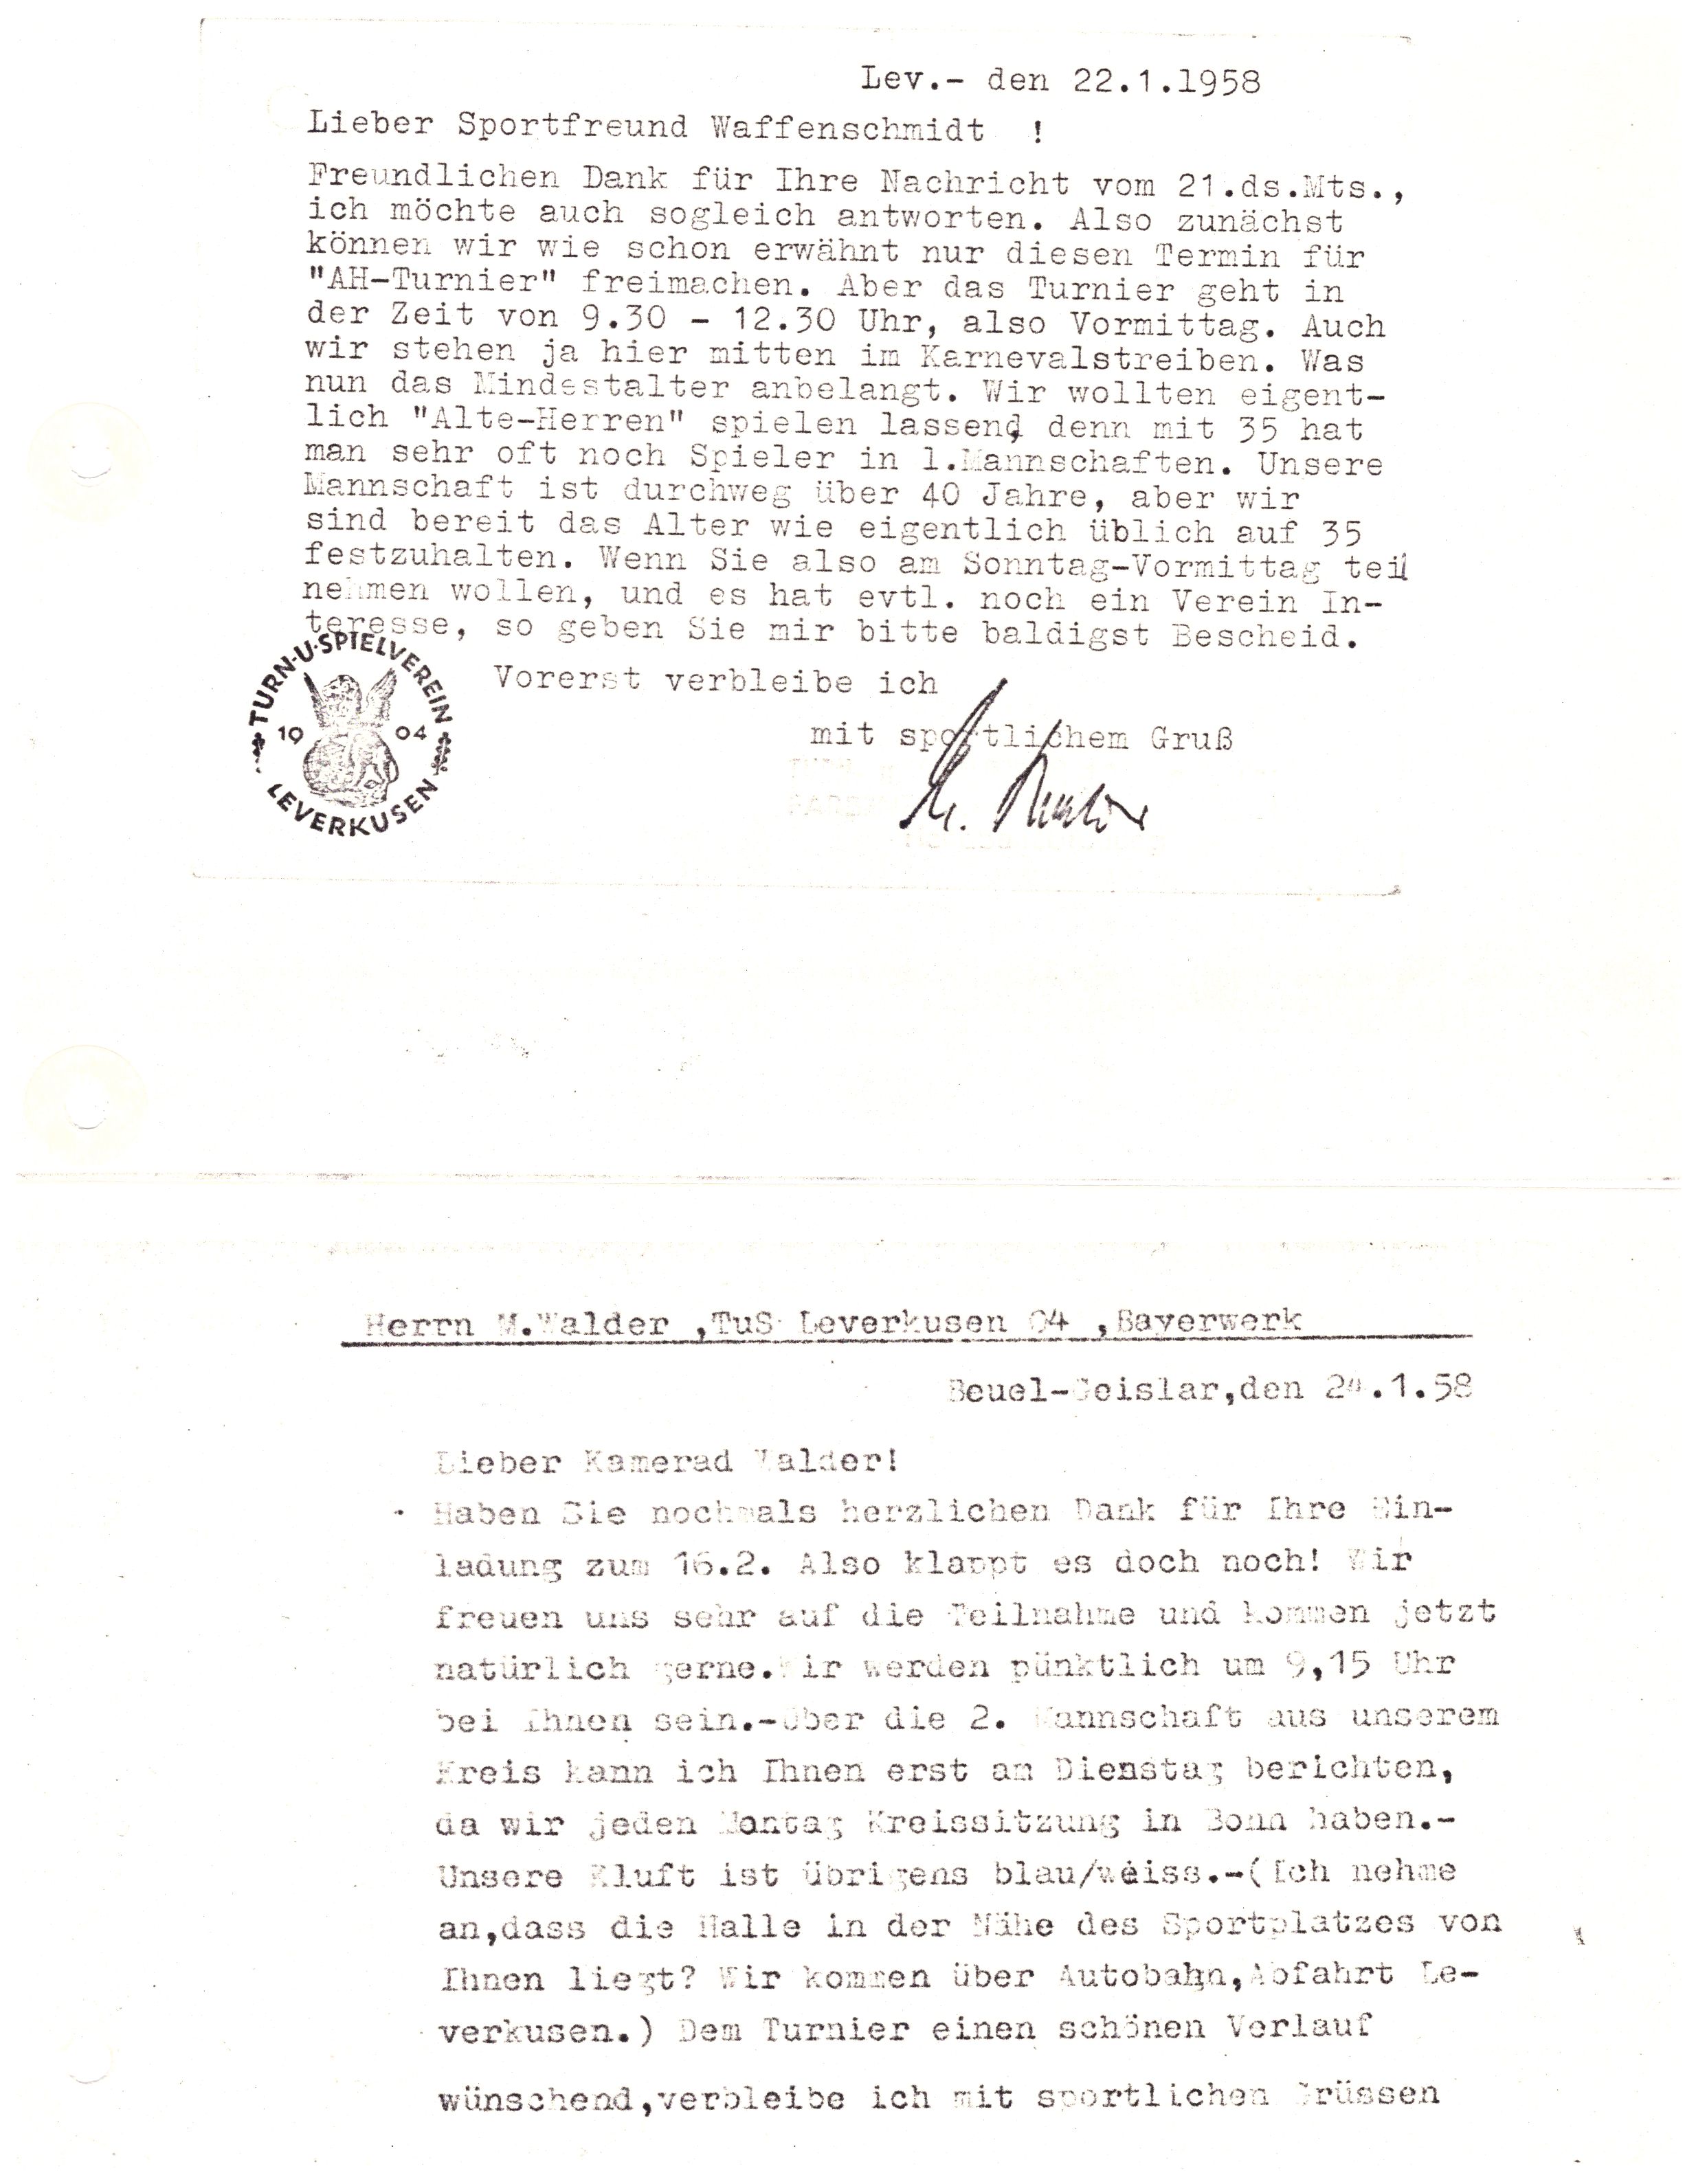 Lev.- den 22.1.1958
Lieber Sportfreund Waffenschmidt !
Freundlichen Dank für Ihre Nachricht vom 21.ds.Mts.,
ich möchte auch sogleich antworten. Also zunächst
können wir wie schon erwähnt nur diesen Termin für
"AH-Turnier" freimachen. Aber das Turnier geht in
der Zeit von 9.30 - 12.30 Uhr, also Vormittag. Auch
wir stehen ja hier mitten im Karnevalstreiben. Was
nun das Mindestalter anbelangt. Wir wollten eigent-
lich "Alte-Herren" spielen lassend, denn mit 35 hat
man sehr oft noch Spieler in 1.Mannschaften. Unsere
Mannschaft ist durchweg über 40 Jahre, aber wir
sind bereit das Alter wie eigentlich üblich auf 35
festzuhalten. Wenn Sie also am Sonntag-Vormittag teil
nehmen wollen, und es hat evtl. noch ein Verein In-
teresse, so geben Sie mir bitte baldigst Bescheid.
Vorerst verbleibe ich
mit sportlichem Gruß
TURN-U-SPIELVEREIN
1904
LEVERKUSEN
Herrn M.Walder ,TuS Leverkusen 04 ,Bayerwerk
Beuel-Geislar,den 24.1.58
Lieber Kamerad Walder!
Haben Sie nochmals herzlichen Dank für Ihre Ein-
ladung zum 16.2. Also klappt es doch noch! Wir
freuen uns sehr auf die Teilnahme und kommen jetzt
natürlich gerne.Wir werden pünktlich um 9,15 Uhr
bei Ihnen sein.-Über die 2. Mannschaft aus unserem
Kreis kann ich Ihnen erst am Dienstag berichten,
da wir jeden Montag Kreissitzung in Bonn haben.-
Unsere Kluft ist übrigens blau/weiss.-(Ich nehme
an,dass die Halle in der Nähe des Sportplatzes von
Ihnen liegt? Wir kommen über Autobahn,Abfahrt Le-
verkusen.) Dem Turnier einen schönen Verlauf
wünschend,verbleibe ich mit sportlichen Grüssen